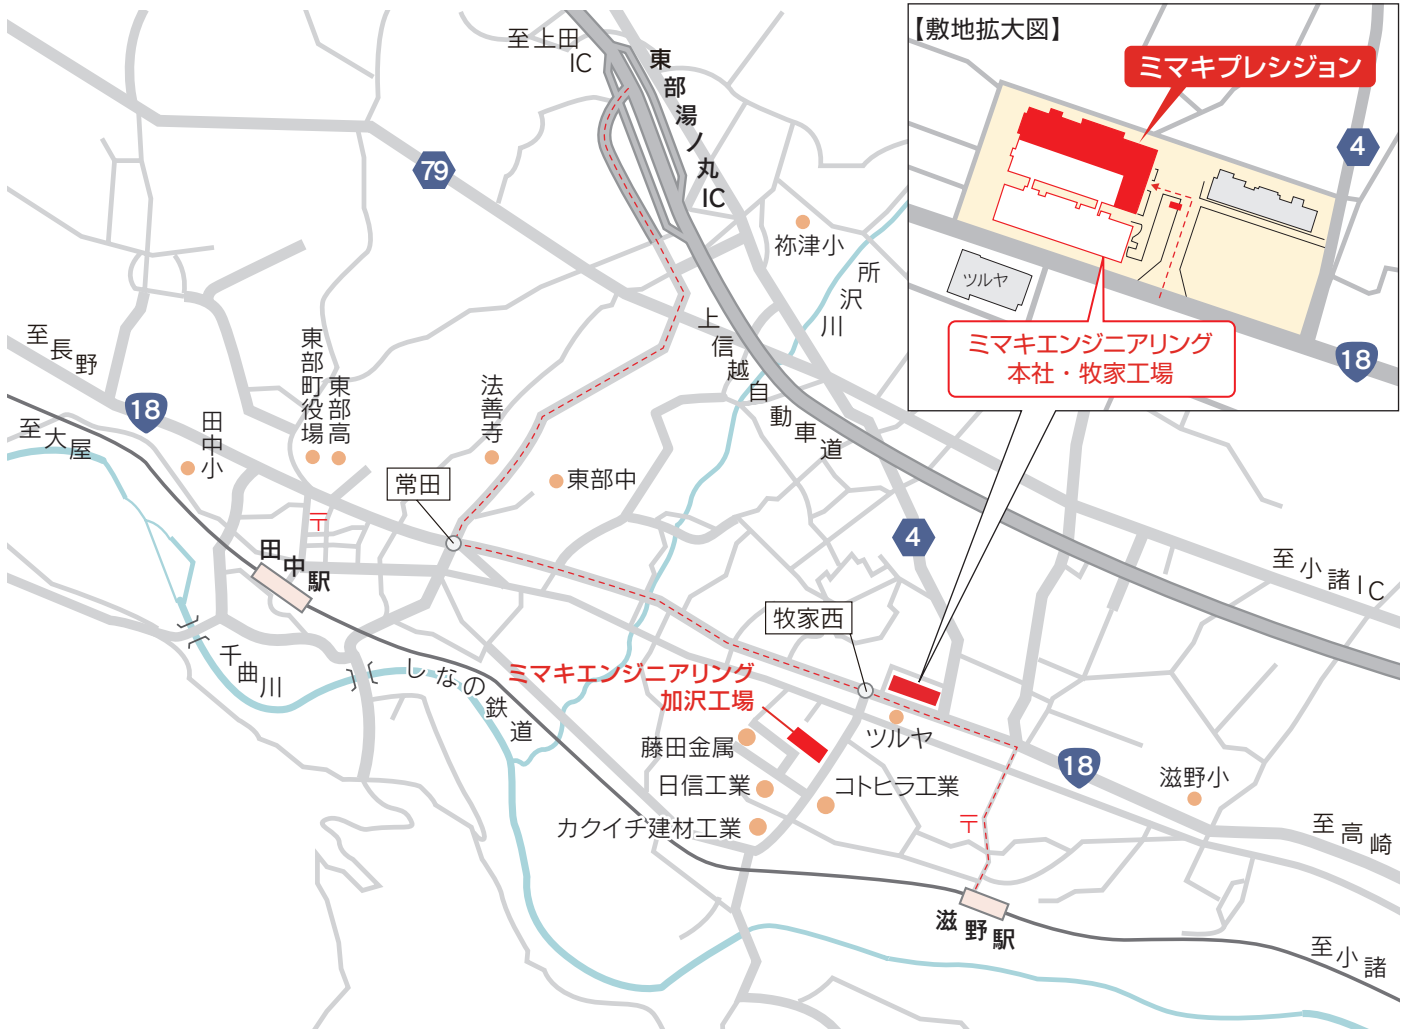 至上田
IC
東部湯ノ丸IC
【敷地拡大図】
ミマキプレシジョン
4
79
祢津小
所沢川
ツルヤ
ミマキエンジニアリング
本社・牧家工場
18
上信越自動車道
至長野
18
至大屋
田中小
東部町役場
東部高
法善寺
東部中
常田
〒
田中駅
4
至小諸IC
牧家西
千曲川
しなの鉄道
ミマキエンジニアリング
加沢工場
ツルヤ
藤田金属
日信工業
コトヒラ工業
カクイチ建材工業
18
滋野小
〒
至高崎
滋野駅
至小諸